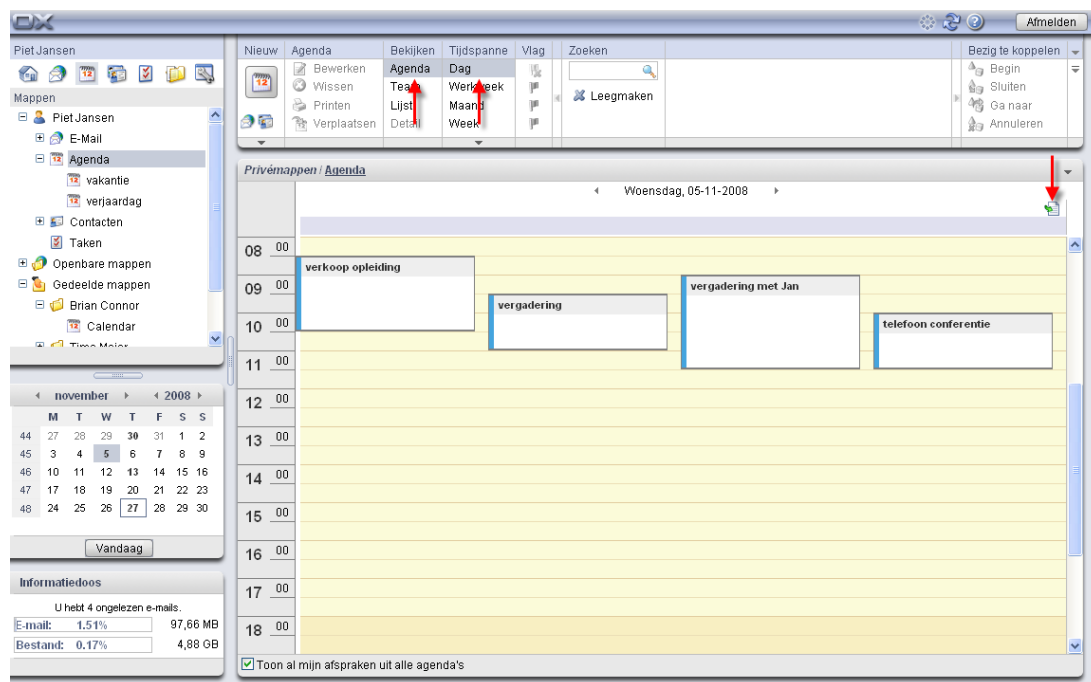 OX
Afmelden
Piet Jansen
Mappen
Piet Jansen
E-Mail
Agenda
vakantie
verjaardag
Contacten
Taken
Openbare mappen
Gedeelde mappen
Brian Connor
Calendar
november 2008
M T W T F S S
44 27 28 29 30 31 1 2
45 3 4 5 6 7 8 9
46 10 11 12 13 14 15 16
47 17 18 19 20 21 22 23
48 24 25 26 27 28 29 30
Vandaag
Informatiedoos
U hebt 4 ongelezen e-mails.
E-mail: 1.51% 97,66 MB
Bestand: 0.17% 4,88 GB
Nieuw Agenda Bekijken Tijdspanne Vlag Zoeken Bezig te koppelen
Bewerken Agenda Dag Begin
Wissen Team Werkweek Leegmaken Sluiten
Printen Lijst Maand Ga naar
Verplaatsen Detail Week Annuleren
Privémappen / Agenda
Woensdag, 05-11-2008
08 00
verkoop opleiding
09 00
vergadering met Jan
vergadering
10 00
telefoon conferentie
11 00
12 00
13 00
14 00
15 00
16 00
17 00
18 00
Toon al mijn afspraken uit alle agenda's